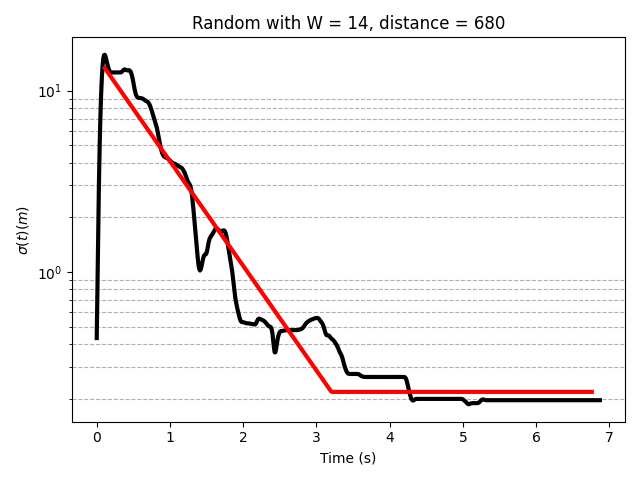 Random with W = 14, distance = 680
σ(t)(m)
10¹
10⁰
0 1 2 3 4 5 6 7
Time (s)